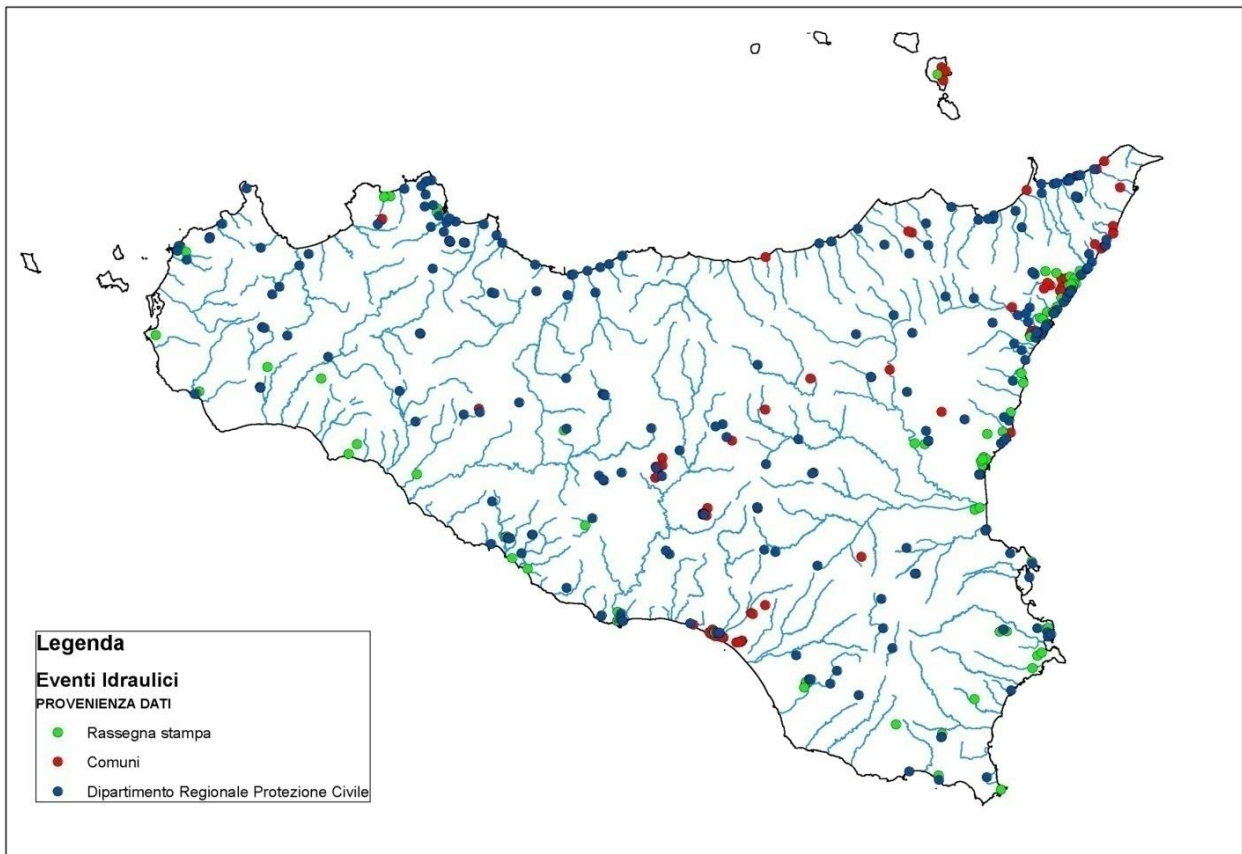 Legenda
Eventi Idraulici
PROVENIENZA DATI
Rassegna stampa
Comuni
Dipartimento Regionale Protezione Civile